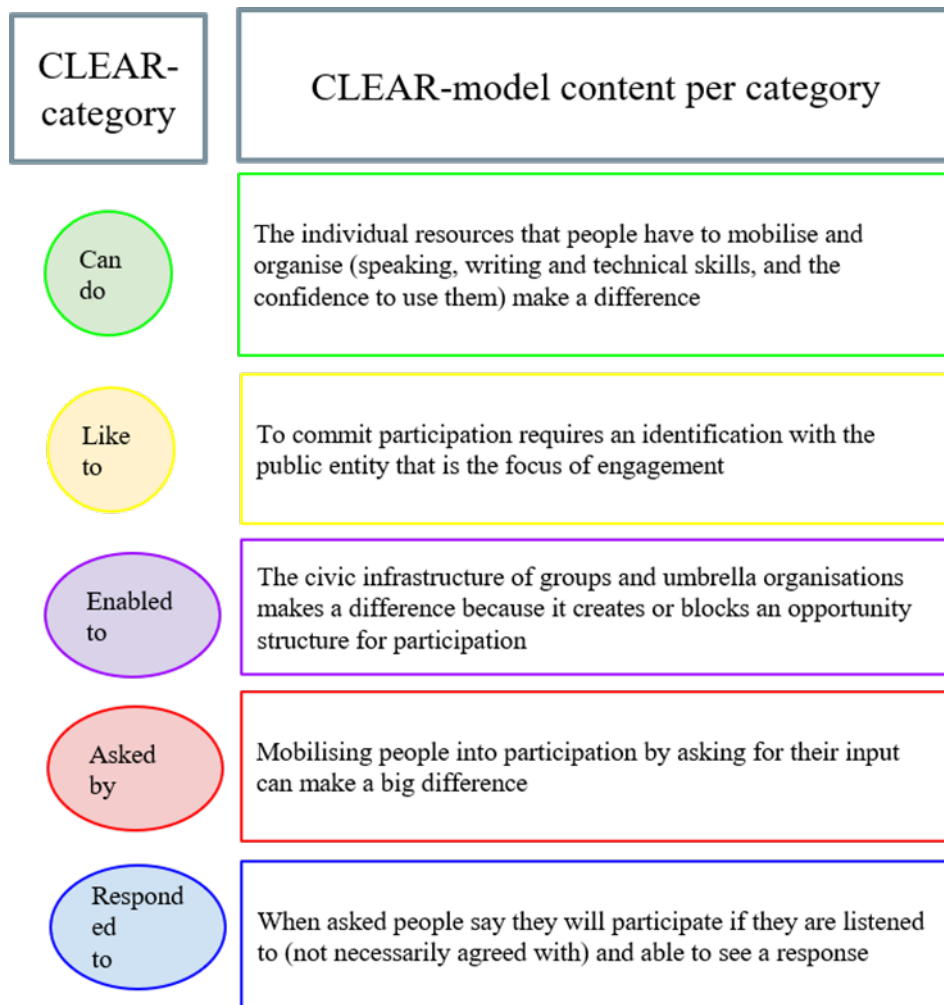 CLEAR-
category
CLEAR-model content per category
Can
do
The individual resources that people have to mobilise and
organise (speaking, writing and technical skills, and the
confidence to use them) make a difference
Like
to
To commit participation requires an identification with the
public entity that is the focus of engagement
Enabled
to
The civic infrastructure of groups and umbrella organisations
makes a difference because it creates or blocks an opportunity
structure for participation
Asked
by
Mobilising people into participation by asking for their input
can make a big difference
Respond
ed
to
When asked people say they will participate if they are listened
to (not necessarily agreed with) and able to see a response